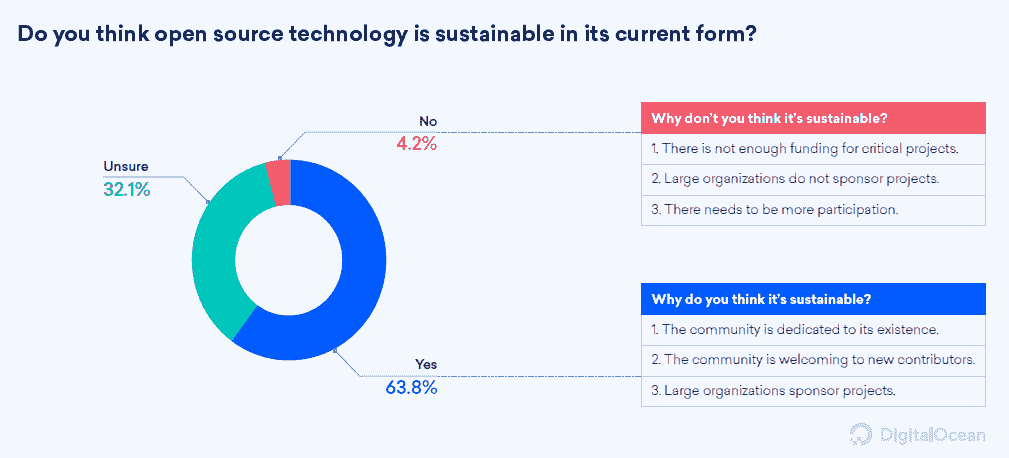 Do you think open source technology is sustainable in its current form?
No
4.2%
Unsure
32.1%
Yes
63.8%
Why don't you think it's sustainable?
1. There is not enough funding for critical projects.
2. Large organizations do not sponsor projects.
3. There needs to be more participation.
Why do you think it's sustainable?
1. The community is dedicated to its existence.
2. The community is welcoming to new contributors.
3. Large organizations sponsor projects.
DigitalOcean